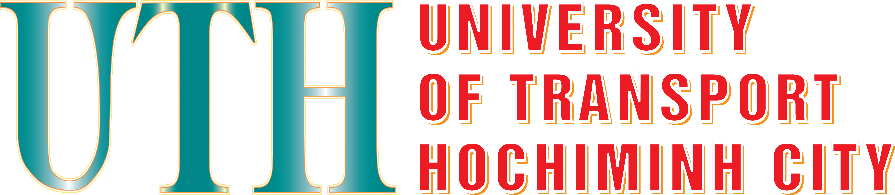 UTH
UNIVERSITY
OF TRANSPORT
HOCHIMINH CITY